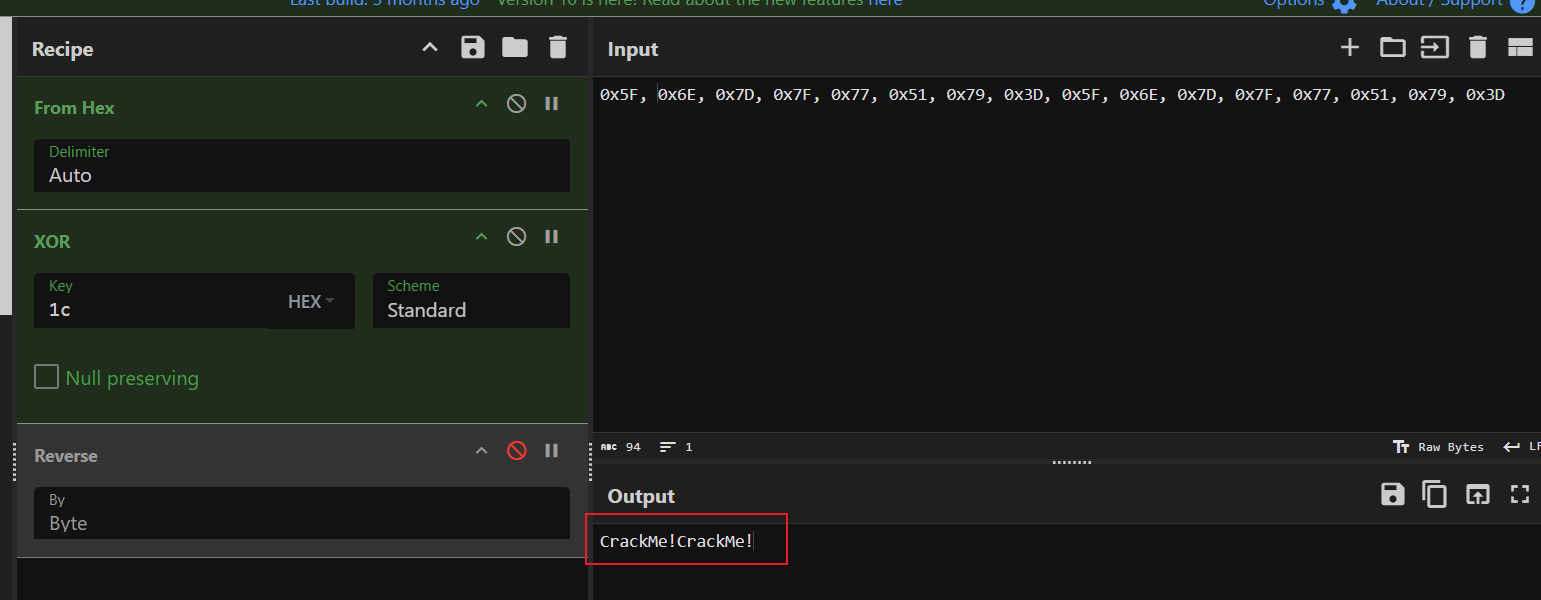 Last build: 3 months ago Version 10 is here! Read about the new features here
Options About / Support
Recipe
Input
From Hex
Delimiter
Auto
0x5F, 0x6E, 0x7D, 0x7F, 0x77, 0x51, 0x79, 0x3D, 0x5F, 0x6E, 0x7D, 0x7F, 0x77, 0x51, 0x79, 0x3D
XOR
Key
1c
HEX
Scheme
Standard
Null preserving
Reverse
By
Byte
ABC 94 1
Tт Raw Bytes LF
Output
CrackMe!CrackMe!